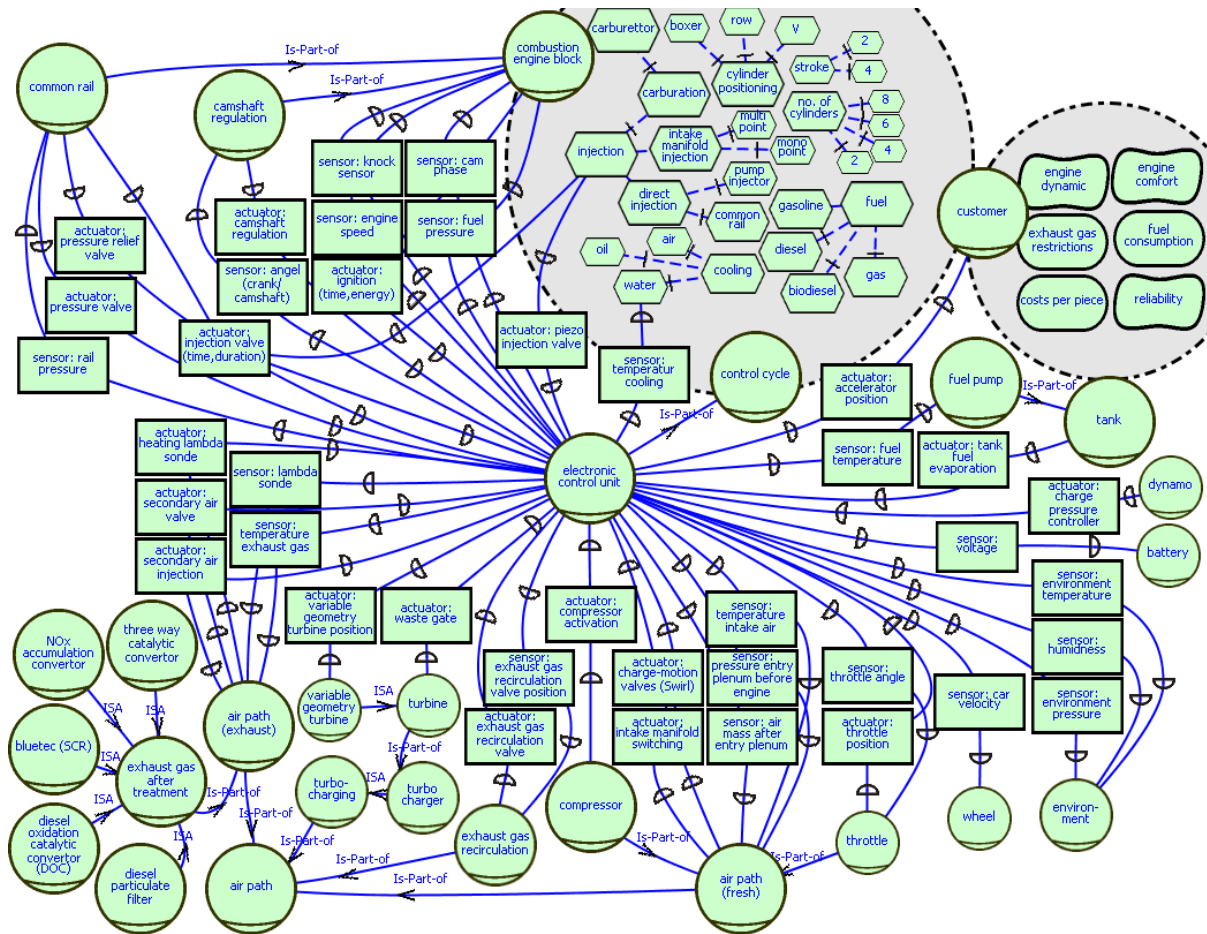 carburettor
boxer
row
V
2
stroke
4
Is-Part-of
combustion
engine block
common rail
cylinder
positioning
carburation
no. of
cylinders
8
6
4
2
Is-Part-of
camshaft
regulation
multi
point
intake
manifold
injection
mono
point
injection
sensor: knock
sensor
sensor: cam
phase
pump
injector
direct
injection
common
rail
gasoline
fuel
customer
engine
dynamic
engine
comfort
exhaust gas
restrictions
fuel
consumption
costs per piece
reliability
actuator:
pressure relief
valve
actuator:
camshaft
regulation
sensor: engine
speed
sensor: fuel
pressure
air
oil
diesel
cooling
water
biodiesel
gas
actuator:
pressure valve
sensor: angel
(crank/
camshaft)
actuator:
ignition
(time,energy)
sensor: rail
pressure
actuator:
injection valve
(time,duration)
actuator: piezo
injection valve
sensor:
temperatur
cooling
control cycle
Is-Part-of
actuator:
accelerator
position
fuel pump
Is-Part-of
tank
actuator:
heating lambda
sonde
sensor: lambda
sonde
electronic
control unit
sensor: fuel
temperature
actuator: tank
fuel
evaporation
actuator:
secondary air
valve
sensor:
temperature
exhaust gas
actuator:
charge
pressure
controller
dynamo
actuator:
secondary air
injection
sensor:
voltage
battery
actuator:
variable
geometry
turbine position
actuator:
waste gate
actuator:
compressor
activation
sensor:
temperature
intake air
sensor:
environment
temperature
NOx
accumulation
convertor
three way
catalytic
convertor
sensor:
humidness
sensor: exhaust gas
recirculation
valve position
actuator:
charge-motion
valves (Swirl)
sensor:
pressure entry
plenum before
engine
sensor:
throttle angle
sensor: car
velocity
sensor:
environment
pressure
ISA
ISA
air path
(exhaust)
variable
geometry
turbine
ISA
turbine
actuator:
exhaust gas
recirculation
valve
actuator:
intake manifold
switching
sensor: air
mass after
entry plenum
actuator:
throttle
position
bluetec (SCR)
ISA
exhaust gas
after
treatment
Is-Part-of
Is-Part-of
ISA
turbo-
charging
ISA
turbo
charger
compressor
wheel
environ-
ment
diesel
oxidation
catalytic
convertor
(DOC)
ISA
Is-Part-of
exhaust gas
recirculation
Is-Part-of
throttle
Is-Part-of
Is-Part-of
diesel
particulate
filter
air path
Is-Part-of
Is-Part-of
air path
(fresh)